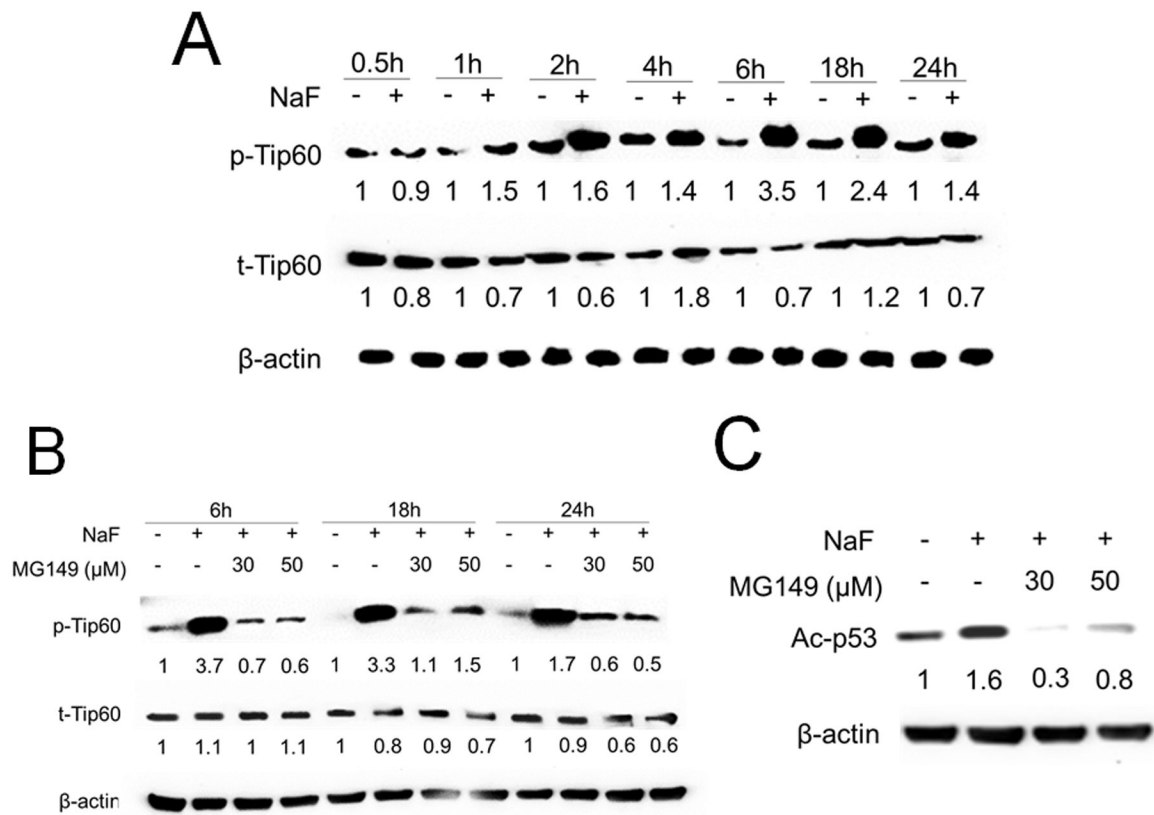 A
0.5h 1h 2h 4h 6h 18h 24h
NaF - + - + - + - + - + - + - +
p-Tip60
1 0.9 1 1.5 1 1.6 1 1.4 1 3.5 1 2.4 1 1.4
t-Tip60
1 0.8 1 0.7 1 0.6 1 1.8 1 0.7 1 1.2 1 0.7
β-actin
B
6h 18h 24h
NaF - + + + - + + + - + + +
MG149 (µM) - - 30 50 - - 30 50 - - 30 50
p-Tip60
1 3.7 0.7 0.6 1 3.3 1.1 1.5 1 1.7 0.6 0.5
t-Tip60
1 1.1 1 1.1 1 0.8 0.9 0.7 1 0.9 0.6 0.6
β-actin
C
NaF - + + +
MG149 (µM) - - 30 50
Ac-p53
1 1.6 0.3 0.8
β-actin